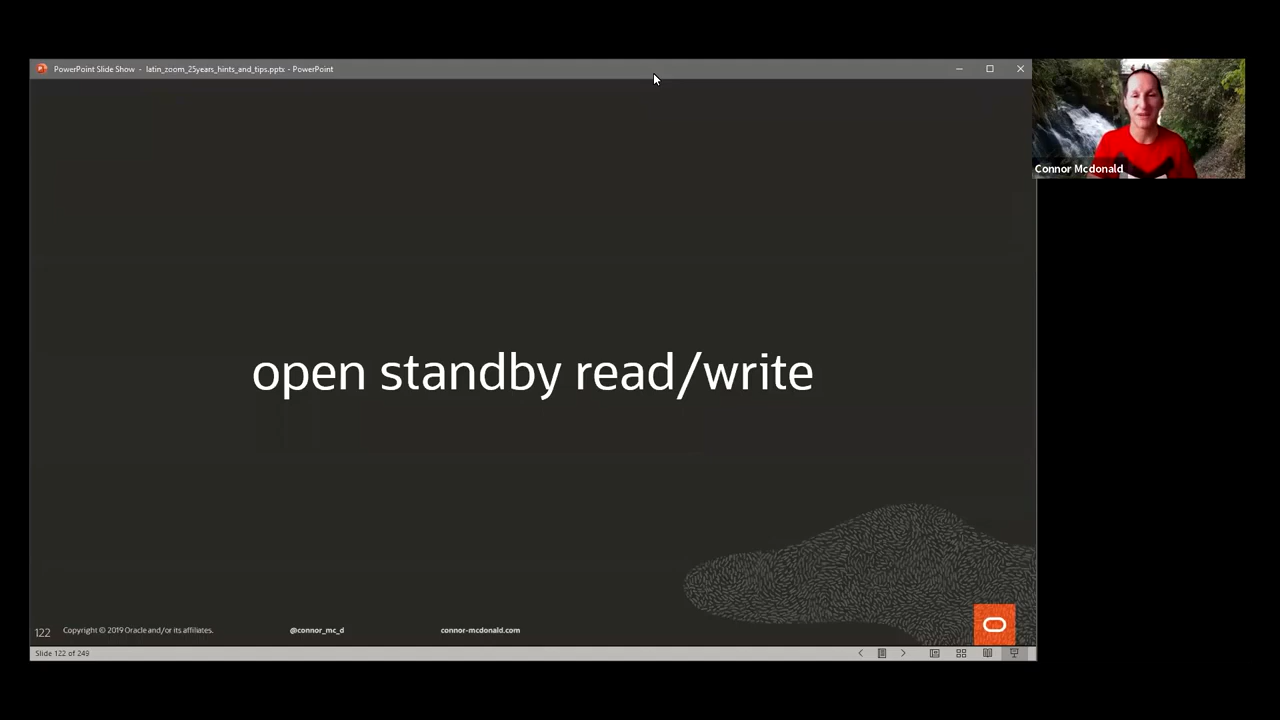 PowerPoint Slide Show - latin_zoom_25years_hints_and_tips.pptx - PowerPoint
Connor Mcdonald
open standby read/write
122 Copyright © 2019 Oracle and/or its affiliates. @connor_mc_d connor-mcdonald.com
Slide 122 of 249